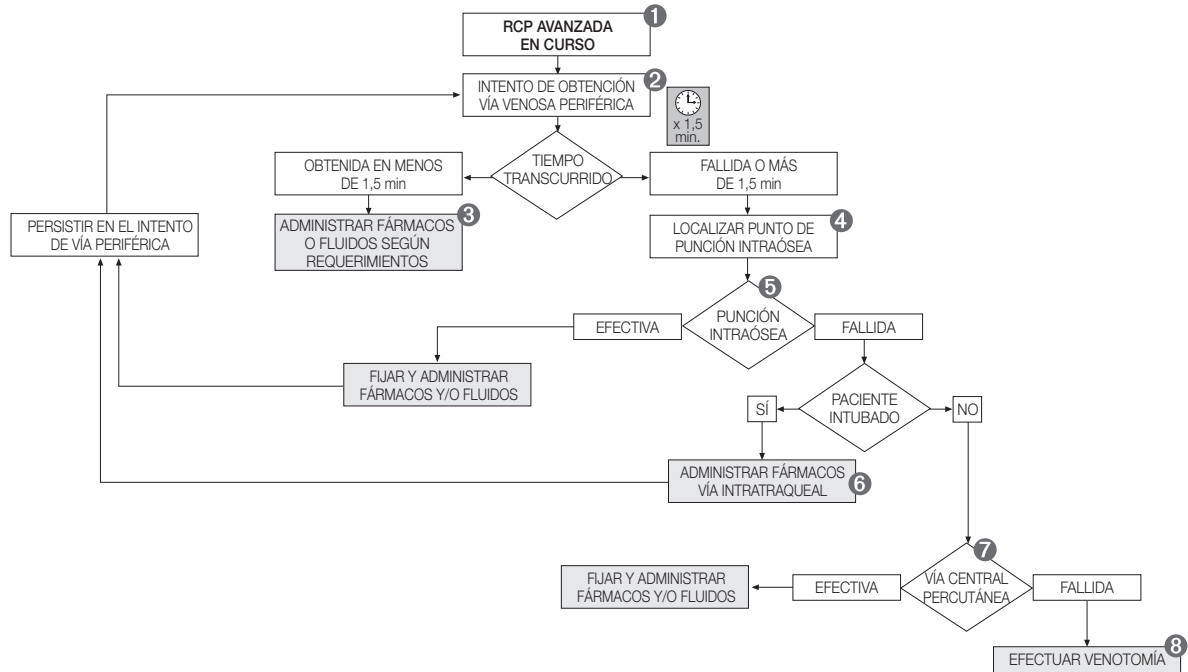 1
RCP AVANZADA
EN CURSO
2
INTENTO DE OBTENCIÓN
VÍA VENOSA PERIFÉRICA
x 1,5
min.
TIEMPO
TRANSCURRIDO
OBTENIDA EN MENOS
DE 1,5 min
FALLIDA O MÁS
DE 1,5 min
3
ADMINISTRAR FÁRMACOS
O FLUIDOS SEGÚN
REQUERIMIENTOS
4
LOCALIZAR PUNTO DE
PUNCIÓN INTRAÓSEA
PERSISTIR EN EL INTENTO
DE VÍA PERIFÉRICA
5
PUNCIÓN
INTRAÓSEA
EFECTIVA
FALLIDA
FIJAR Y ADMINISTRAR
FÁRMACOS Y/O FLUIDOS
PACIENTE
INTUBADO
SÍ
NO
ADMINISTRAR FÁRMACOS
VÍA INTRATRAQUEAL
6
7
VÍA CENTRAL
PERCUTÁNEA
EFECTIVA
FALLIDA
FIJAR Y ADMINISTRAR
FÁRMACOS Y/O FLUIDOS
8
EFECTUAR VENOTOMÍA